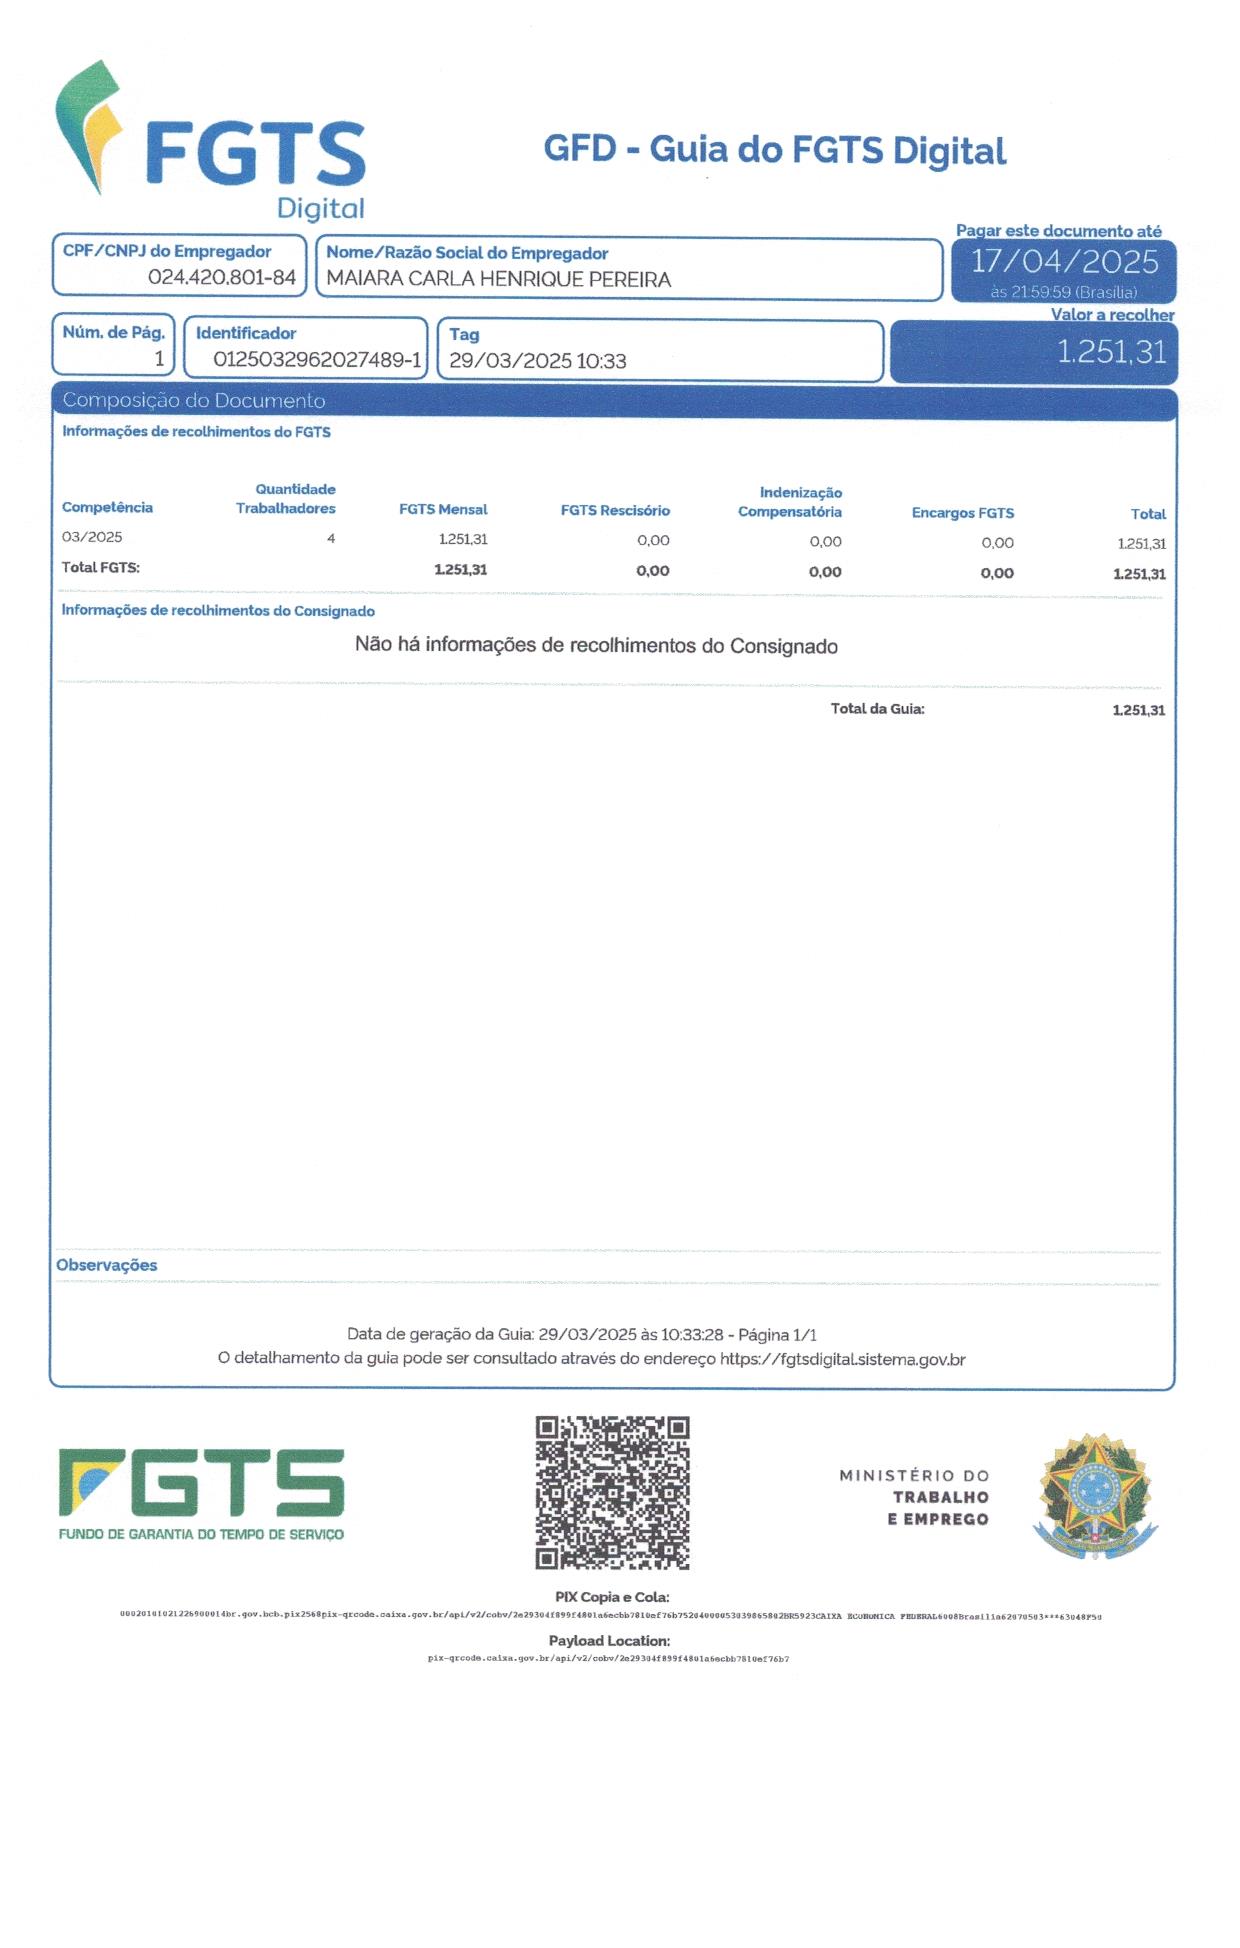 FGTS
Digital
GFD - Guia do FGTS Digital
Pagar este documento até
17/04/2025
às 21:59:59 (Brasília)
CPF/CNPJ do Empregador
024.420.801-84
Nome/Razão Social do Empregador
MAIARA CARLA HENRIQUE PEREIRA
Valor a recolher
1.251,31
Núm. de Pág.
1
Identificador
0125032962027489-1
Tag
29/03/2025 10:33
Composição do Documento
Informações de recolhimentos do FGTS
Competência Quantidade Trabalhadores FGTS Mensal FGTS Rescisório Indenização Compensatória Encargos FGTS Total
03/2025 4 1.251,31 0,00 0,00 0,00 1.251,31
Total FGTS: 1.251,31 0,00 0,00 0,00 1.251,31
Informações de recolhimentos do Consignado
Não há informações de recolhimentos do Consignado
Total da Guia: 1.251,31
Observações
Data de geração da Guia: 29/03/2025 às 10:33:28 - Página 1/1
O detalhamento da guia pode ser consultado através do endereço https://fgtsdigital.sistema.gov.br
FGTS
FUNDO DE GARANTIA DO TEMPO DE SERVIÇO
MINISTÉRIO DO
TRABALHO
E EMPREGO
PIX Copia e Cola:
00020101021226900014br.gov.bcb.pix2568pix-qrcode.caixa.gov.br/api/v2/cobv/2e29304f899f4801a6ecbb7810ef76b75204000053039865802BR5923CAIXA ECONOMICA FEDERAL6008Brasilia62070503***63048F50
Payload Location:
pix-qrcode.caixa.gov.br/api/v2/cobv/2e29304f899f4801a6ecbb7810ef76b7